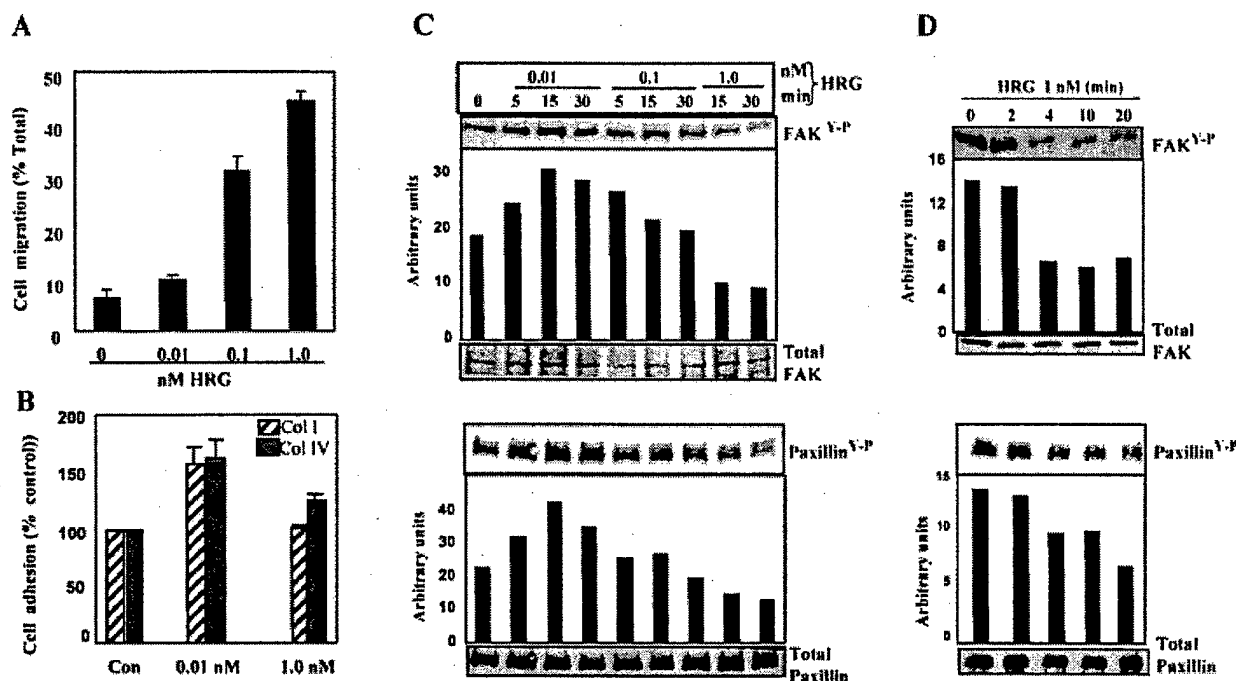 A
Cell migration (% Total)
50
40
30
20
10
0
0 0.01 0.1 1.0
nM HRG
B
Cell adhesion (% control))
200
150
100
50
0
Col I
Col IV
Con 0.01 nM 1.0 nM
C
0.01 0.1 1.0 nM
0 5 15 30 5 15 30 15 30 min
HRG
FAK Y-P
Arbitrary units
30
20
10
0
Total
FAK
Paxillin Y-P
Arbitrary units
40
30
20
10
0
Total
Paxillin
D
HRG 1 nM (min)
0 2 4 10 20
FAK Y-P
Arbitrary units
16
12
8
4
0
Total
FAK
Paxillin Y-P
Arbitrary units
15
10
5
0
Total
Paxillin